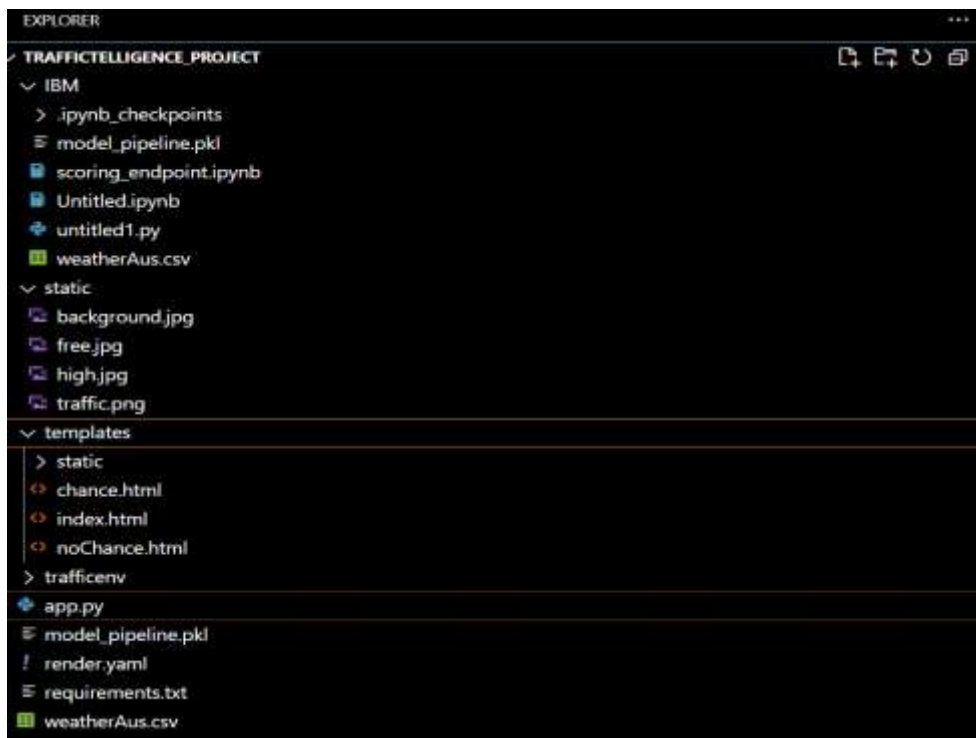 EXPLORER
TRAFFICTELLIGENCE_PROJECT
IBM
.ipynb_checkpoints
model_pipeline.pkl
scoring_endpoint.ipynb
Untitled.ipynb
untitled1.py
weatherAus.csv
static
background.jpg
free.jpg
high.jpg
traffic.png
templates
static
chance.html
index.html
noChance.html
trafficenv
app.py
model_pipeline.pkl
render.yaml
requirements.txt
weatherAus.csv